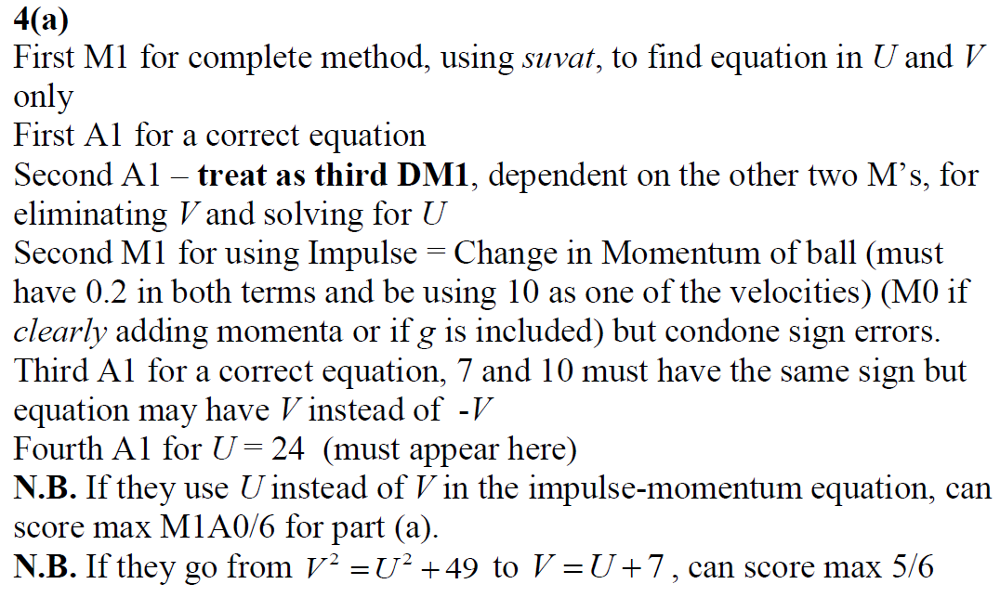 4(a)
First M1 for complete method, using suvat, to find equation in U and V
only
First A1 for a correct equation
Second A1 – treat as third DM1, dependent on the other two M’s, for
eliminating V and solving for U
Second M1 for using Impulse = Change in Momentum of ball (must
have 0.2 in both terms and be using 10 as one of the velocities) (M0 if
clearly adding momenta or if g is included) but condone sign errors.
Third A1 for a correct equation, 7 and 10 must have the same sign but
equation may have V instead of -V
Fourth A1 for U = 24 (must appear here)
N.B. If they use U instead of V in the impulse-momentum equation, can
score max M1A0/6 for part (a).
N.B. If they go from V² = U² + 49 to V = U + 7, can score max 5/6